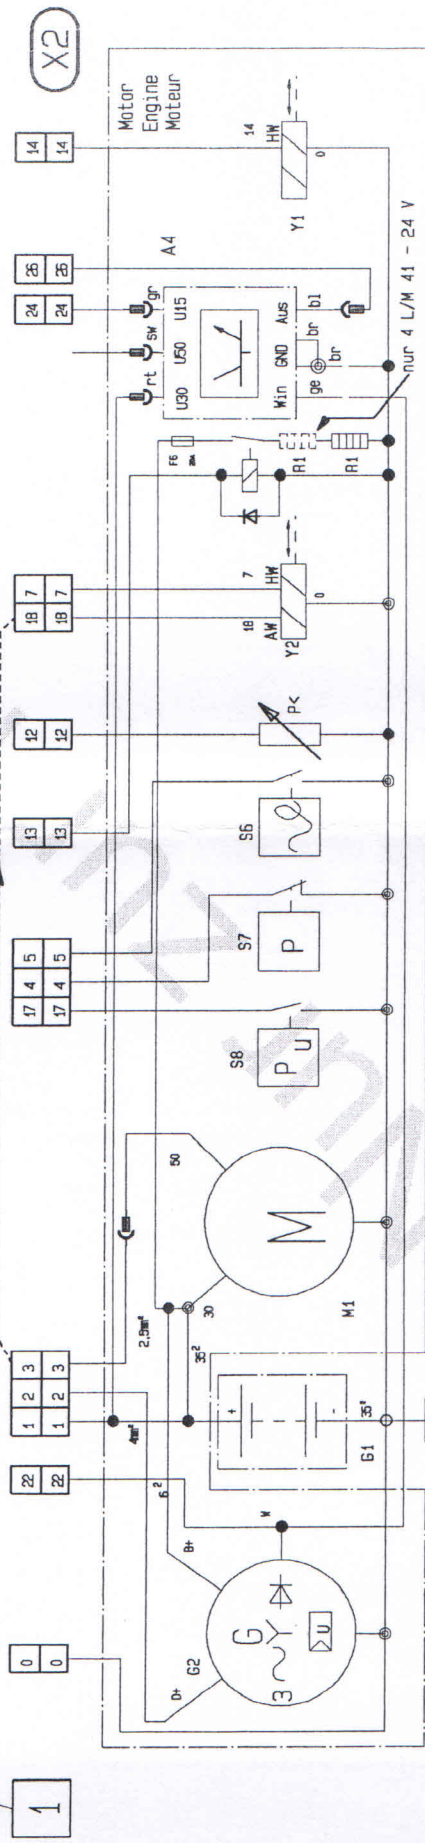 1
0
0
22
22
1 2 3
1 2 3
17 4 5
17 4 5
13
13
12
12
18 7
18 7
24 26
24 26
14
14
X2
Motor
Engine
Moteur
4mm²
2,5mm²
6²
35²
30
50
D+
B+
W
G2
G
3
U
+
-
35²
G1
M
M1
S8
P
U
S7
P
S6
P<
18
7
AW
HW
Y2
0
F6
20A
R1
R1
rt
sw
gr
A4
U30
U50
U15
Win
GND
Aus
ge
br
br
bl
nur 4 L/M 41 - 24 V
14
HW
Y1
0